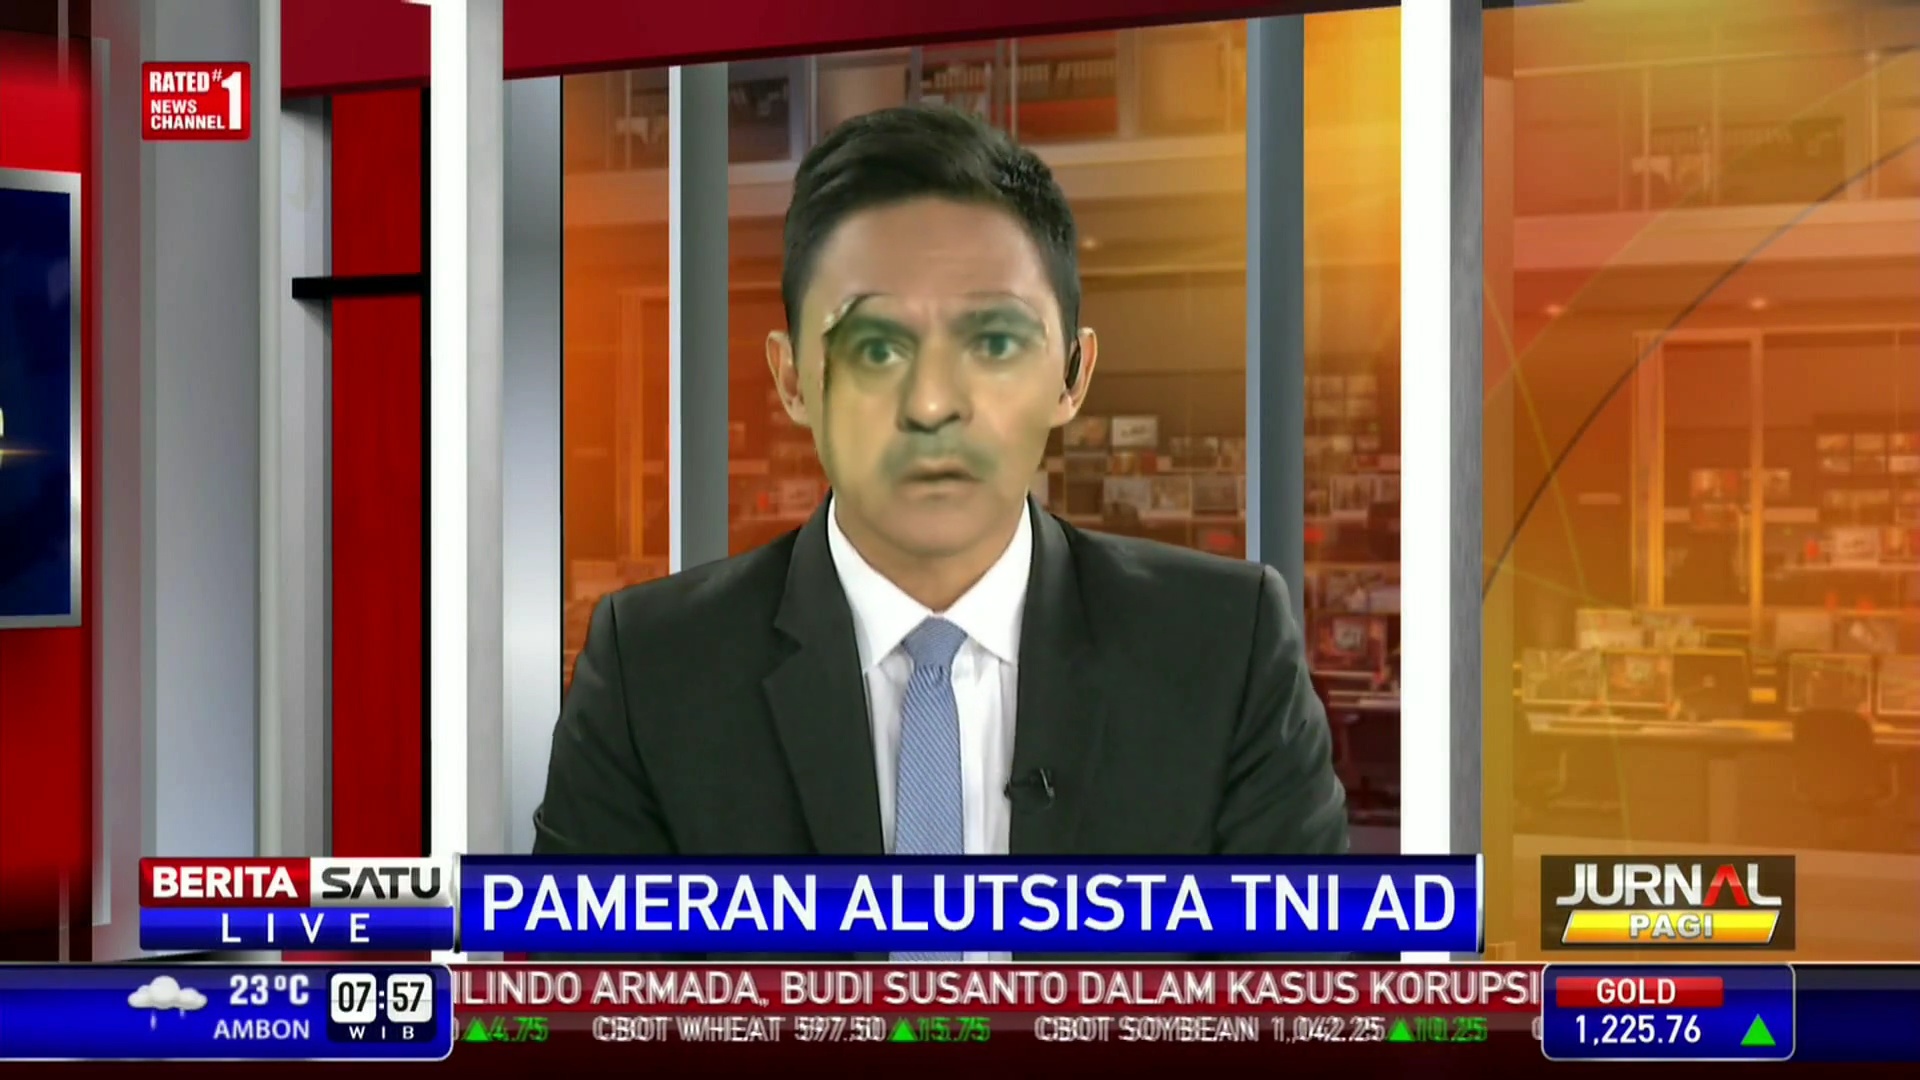 RATED #1
NEWS
CHANNEL
BERITA SATU
LIVE
PAMERAN ALUTSISTA TNI AD
JURNAL
PAGI
23°C
AMBON
07:57
WIB
ILINDO ARMADA, BUDI SUSANTO DALAM KASUS KORUPSI
4.75 CBOT WHEAT 597.50 15.75 CBOT SOYBEAN 1,042.25 10.25
GOLD
1,225.76